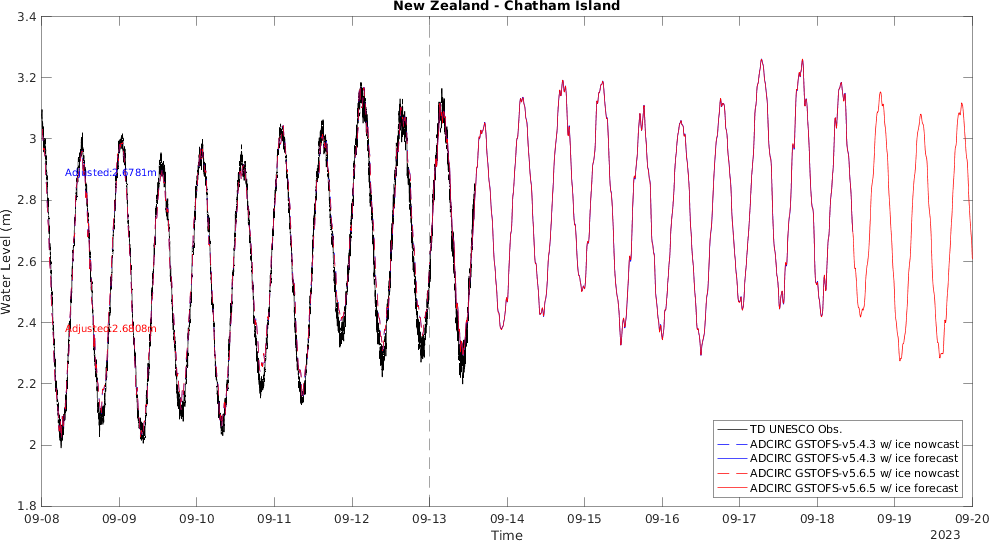 New Zealand - Chatham Island
3.4
3.2
3
2.8
2.6
2.4
2.2
2
1.8
Water Level (m)
Adjusted:2.6781m
Adjusted:2.6808m
TD UNESCO Obs.
ADCIRC GSTOFS-v5.4.3 w/ ice nowcast
ADCIRC GSTOFS-v5.4.3 w/ ice forecast
ADCIRC GSTOFS-v5.6.5 w/ ice nowcast
ADCIRC GSTOFS-v5.6.5 w/ ice forecast
09-08 09-09 09-10 09-11 09-12 09-13 09-14 09-15 09-16 09-17 09-18 09-19 09-20
Time
2023